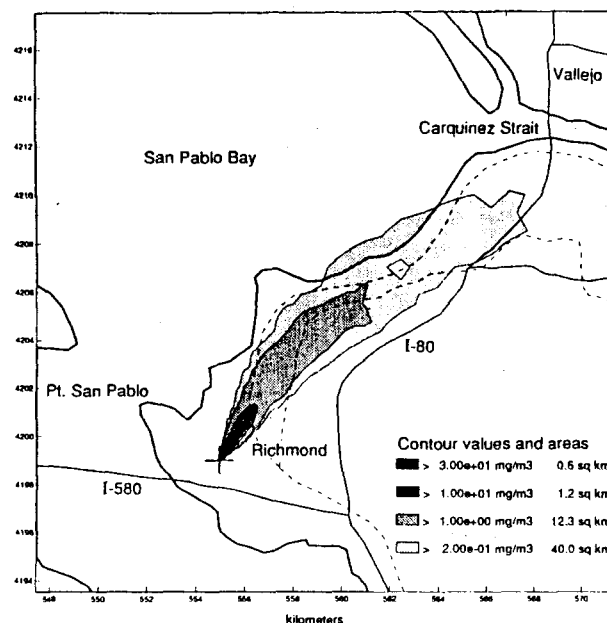 4216
4214
4212
4210
4208
4206
4204
4202
4200
4198
4196
4194
Vallejo
Carquinez Strait
San Pablo Bay
I-80
Pt. San Pablo
Richmond
I-580
Contour values and areas
> 3.00e+01 mg/m3 0.6 sq km
> 1.00e+01 mg/m3 1.2 sq km
> 1.00e+00 mg/m3 12.3 sq km
> 2.00e-01 mg/m3 40.0 sq km
548 550 552 554 556 558 560 562 564 566 568 570
kilometers